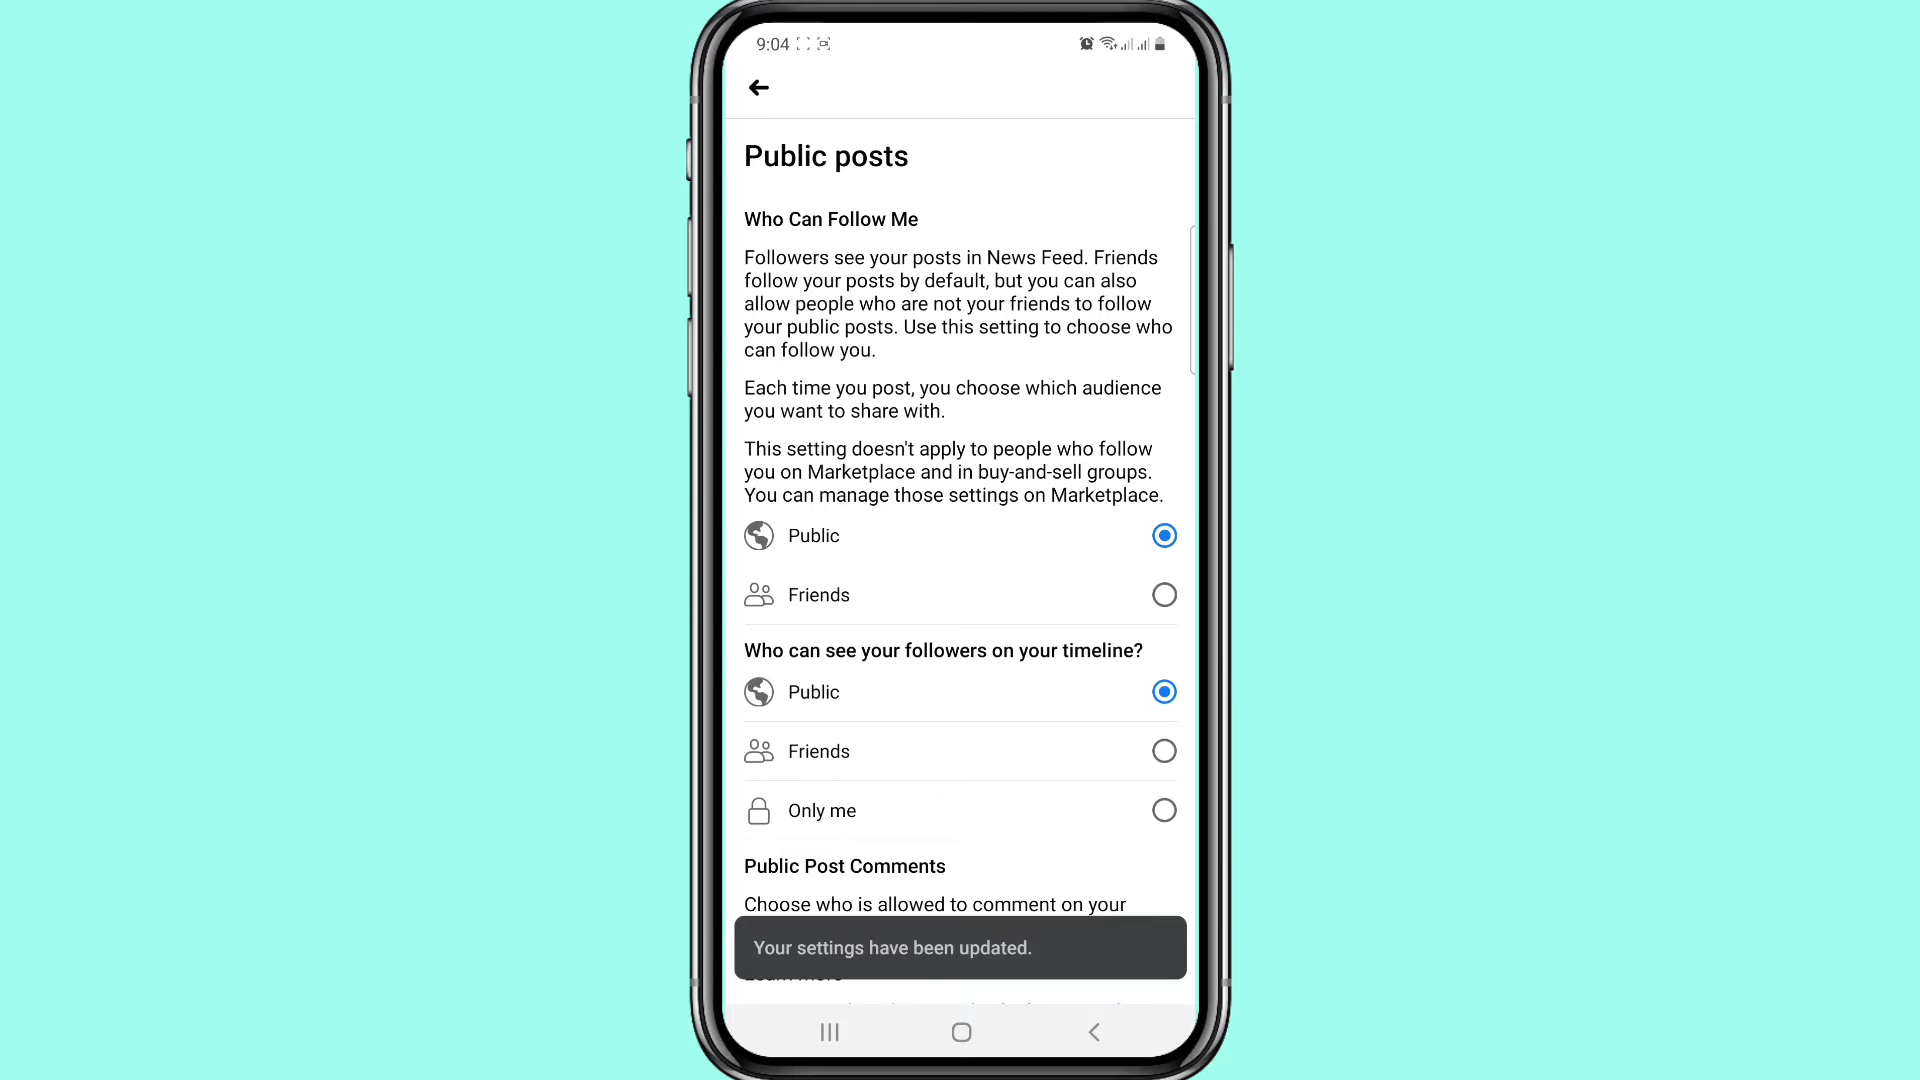 9:04
Public posts
Who Can Follow Me
Followers see your posts in News Feed. Friends
follow your posts by default, but you can also
allow people who are not your friends to follow
your public posts. Use this setting to choose who
can follow you.
Each time you post, you choose which audience
you want to share with.
This setting doesn't apply to people who follow
you on Marketplace and in buy-and-sell groups.
You can manage those settings on Marketplace.
Public
Friends
Who can see your followers on your timeline?
Public
Friends
Only me
Public Post Comments
Choose who is allowed to comment on your
Your settings have been updated.